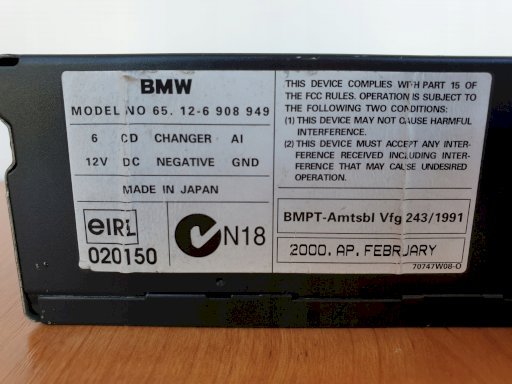 BMW
MODEL NO 65. 12-6 908 949
6 CD CHANGER AI
12V DC NEGATIVE GND
MADE IN JAPAN
eIRL
020150
N18
THIS DEVICE COMPLIES WITH PART 15 OF
THE FCC RULES. OPERATION IS SUBJECT TO
THE FOLLOWING TWO CONDITIONS:
(1) THIS DEVICE MAY NOT CAUSE HARMFUL
INTERFERENCE.
(2) THIS DEVICE MUST ACCEPT ANY INTER-
FERENCE RECEIVED INCLUDING INTER-
FERENCE THAT MAY CAUSE UNDESIRED
OPERATION.
BMPT-Amtsbl Vfg 243/1991
2000. AP. FEBRUARY
70747W08-O